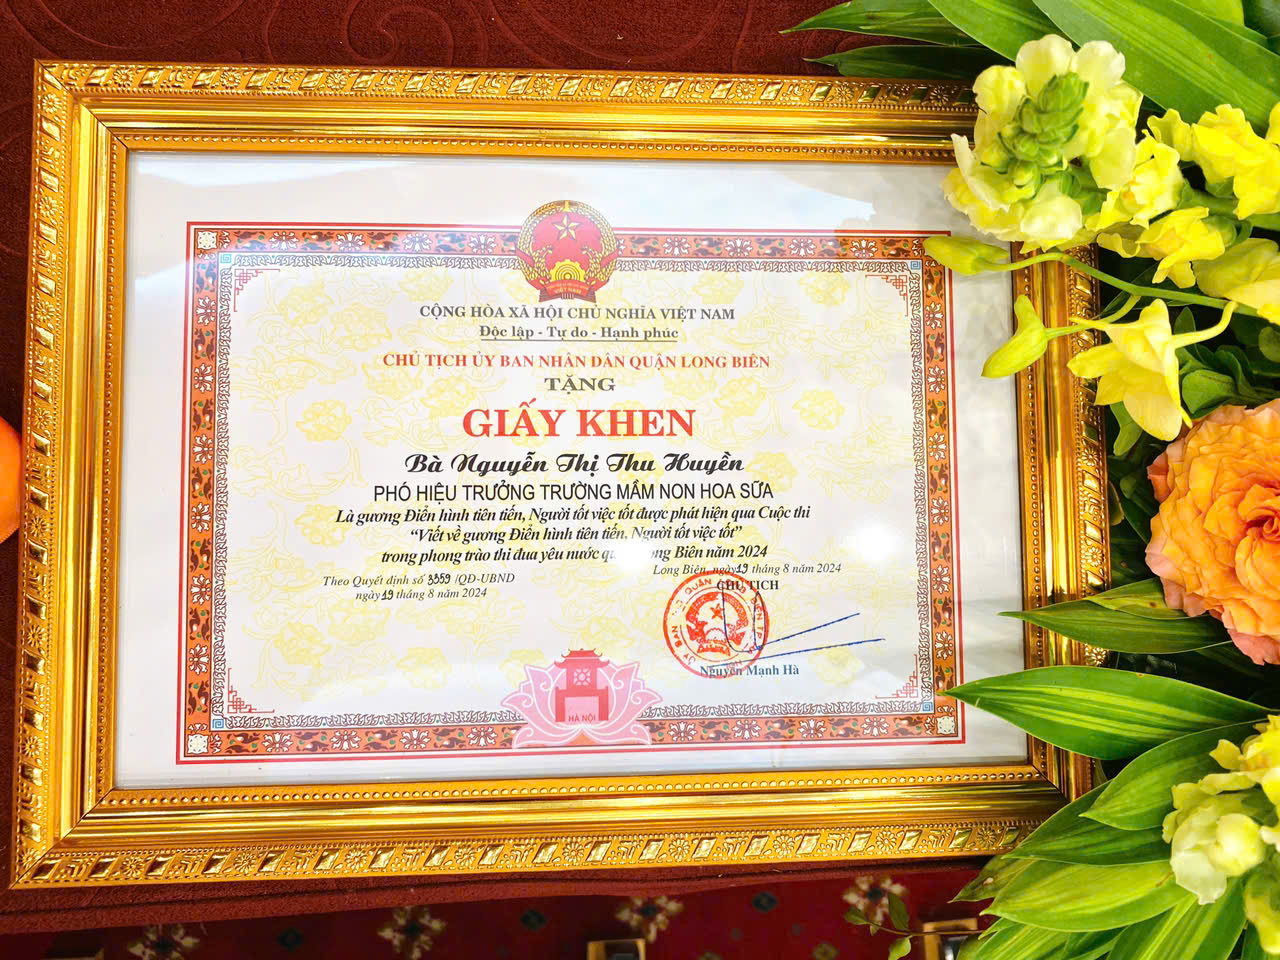 CỘNG HÒA XÃ HỘI CHỦ NGHĨA VIỆT NAM
Độc lập - Tự do - Hạnh phúc
CHỦ TỊCH ỦY BAN NHÂN DÂN QUẬN LONG BIÊN
TẶNG
GIẤY KHEN
Bà Nguyễn Thị Thu Huyền
PHÓ HIỆU TRƯỞNG TRƯỜNG MẦM NON HOA SỮA
Là gương Điển hình tiên tiến, Người tốt việc tốt được phát hiện qua Cuộc thi
“Viết về gương Điển hình tiên tiến, Người tốt việc tốt”
trong phong trào thi đua yêu nước Biên năm 2024
Theo Quyết định số 3359 /QĐ-UBND
ngày 19 tháng 8 năm 2024
Long Biên, ngày 19 tháng 8 năm 2024
CHỦ TỊCH
Nguyễn Mạnh Hà
HÀ NỘI
VIỆT NAM